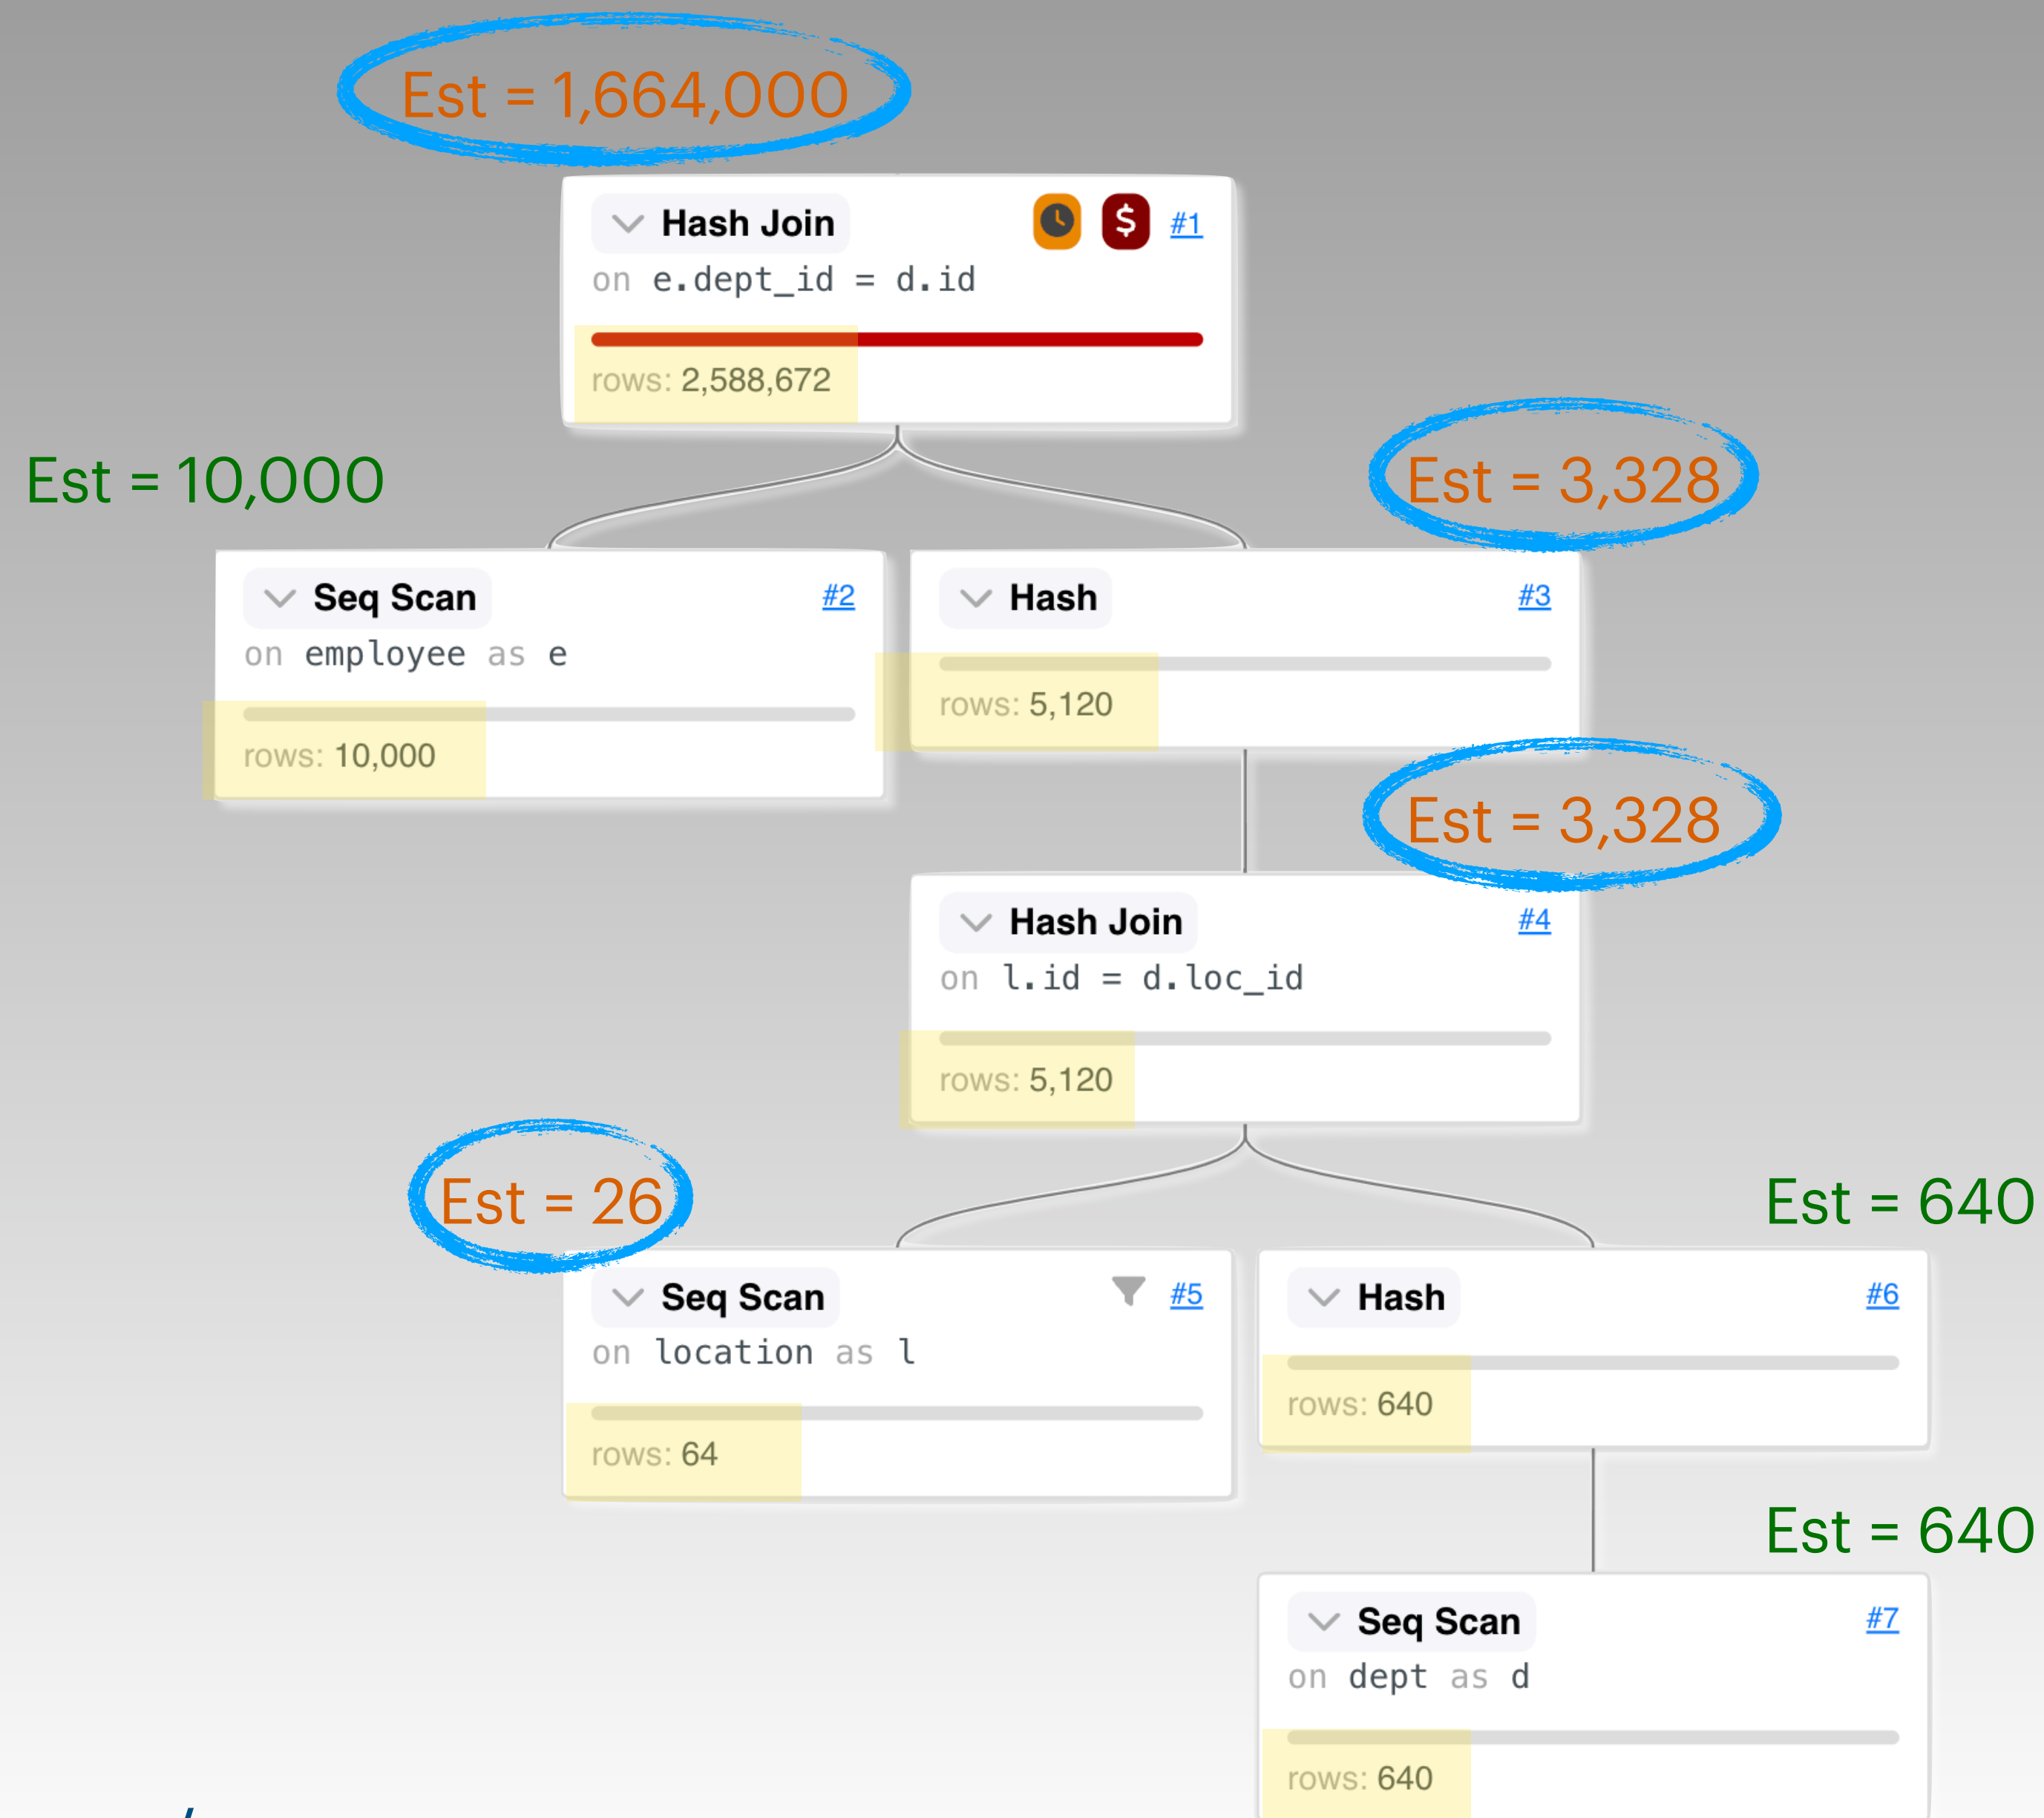 Est = 1,664,000
Hash Join $ #1
on e.dept_id = d.id
rows: 2,588,672
Est = 10,000
Est = 3,328
Seq Scan #2
on employee as e
rows: 10,000
Hash #3
rows: 5,120
Est = 3,328
Hash Join #4
on l.id = d.loc_id
rows: 5,120
Est = 26
Est = 640
Seq Scan #5
on location as l
rows: 64
Hash #6
rows: 640
Est = 640
Seq Scan #7
on dept as d
rows: 640